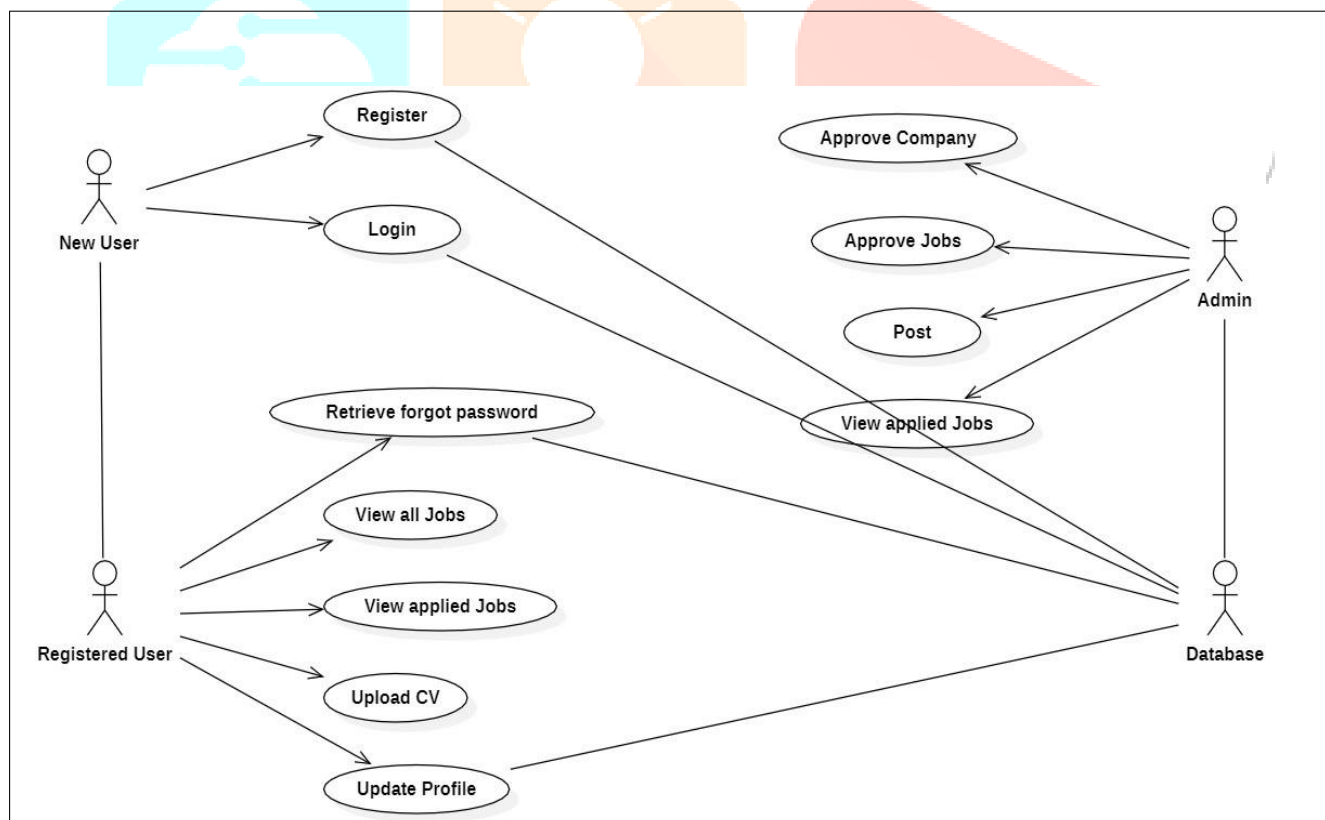 Register
Approve Company
Login
New User
Approve Jobs
Admin
Post
Retrieve forgot password
View applied Jobs
View all Jobs
View applied Jobs
Registered User
Database
Upload CV
Update Profile